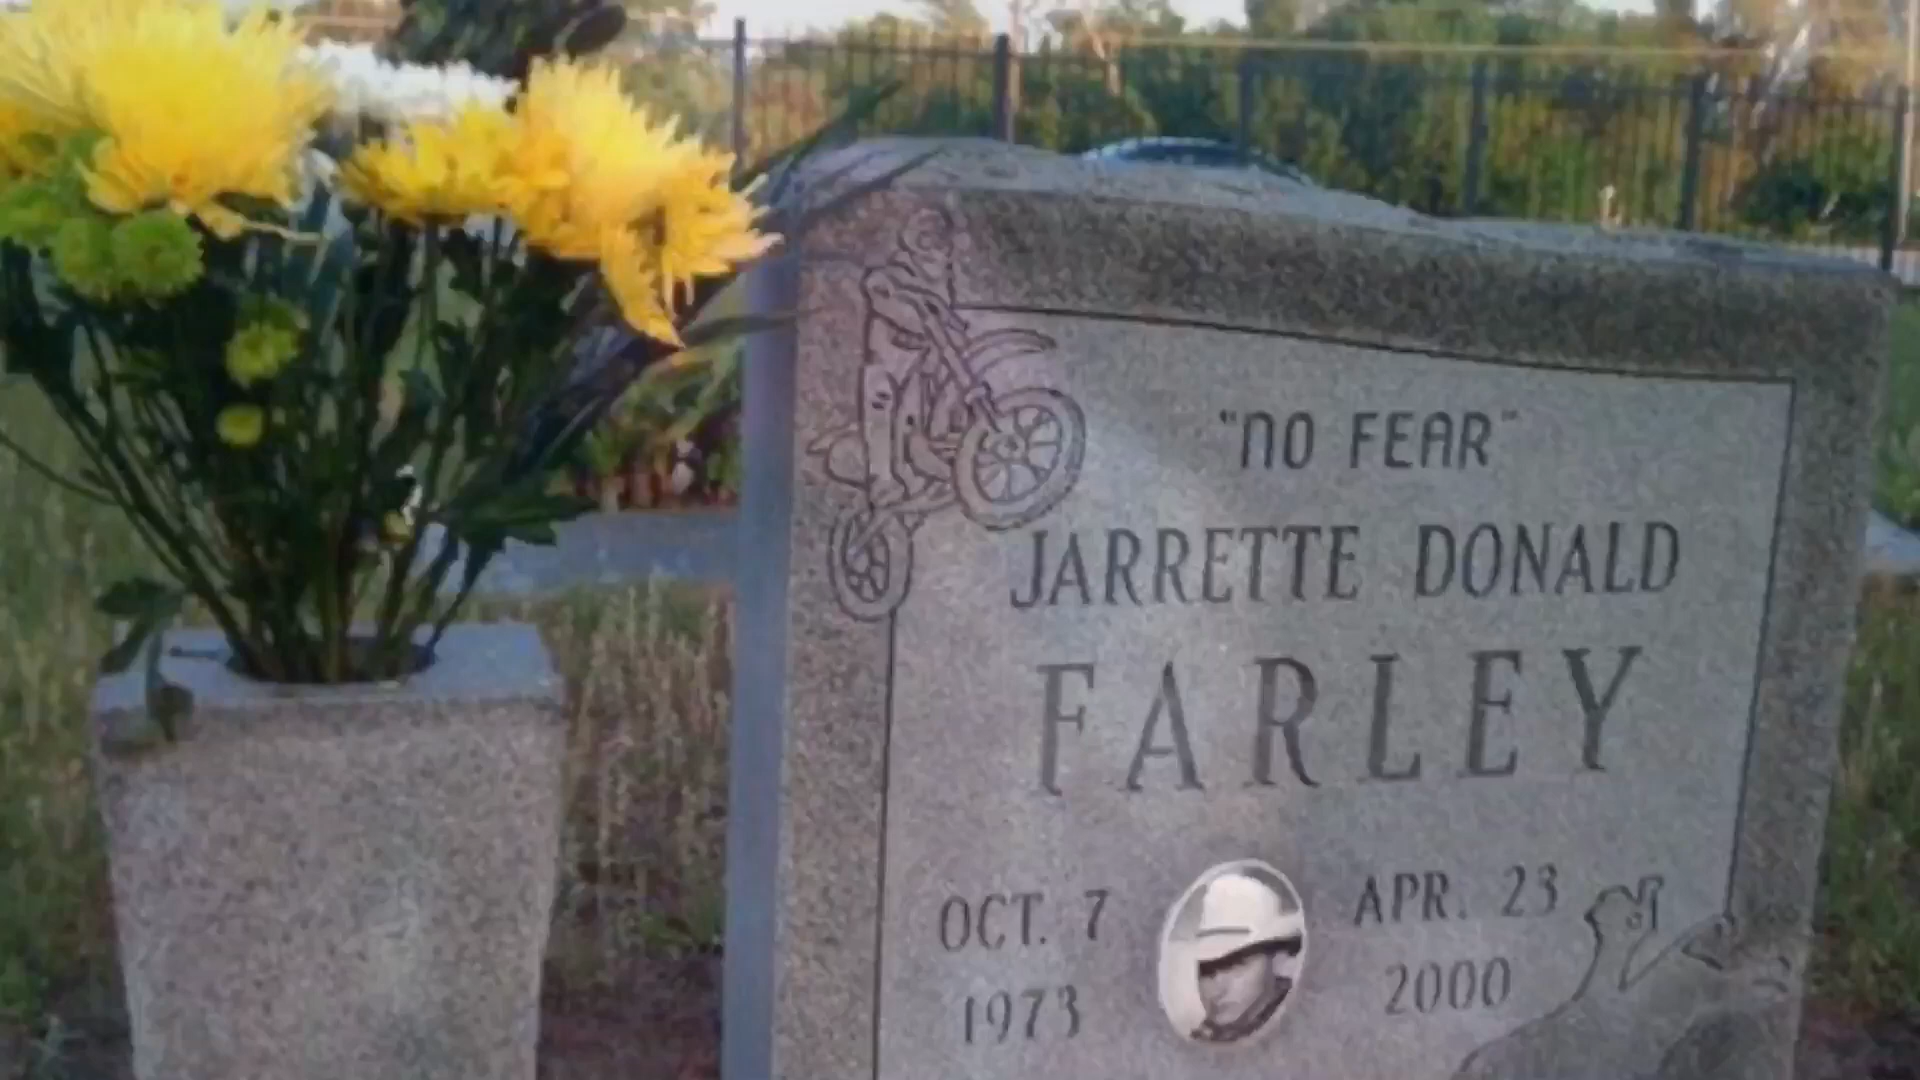 "NO FEAR"
JARRETTE DONALD
FARLEY
OCT. 7
1973
APR. 23
2000